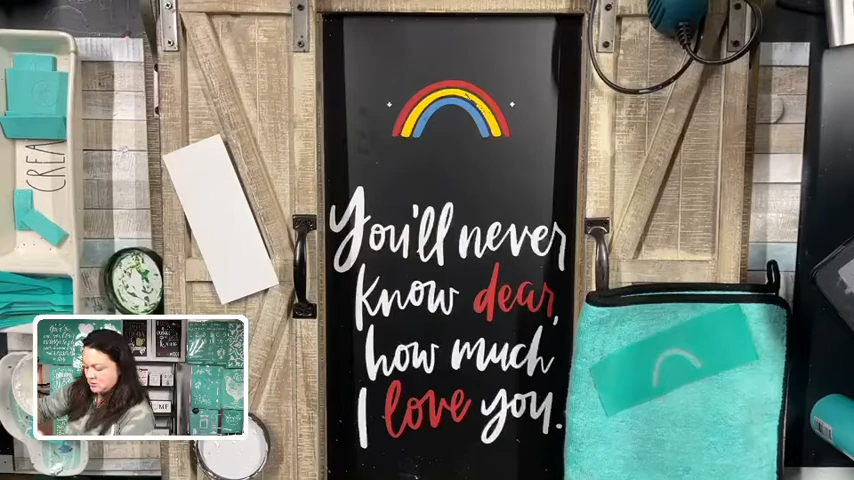 CREA
You'll never
know dear,
how much
I love you.